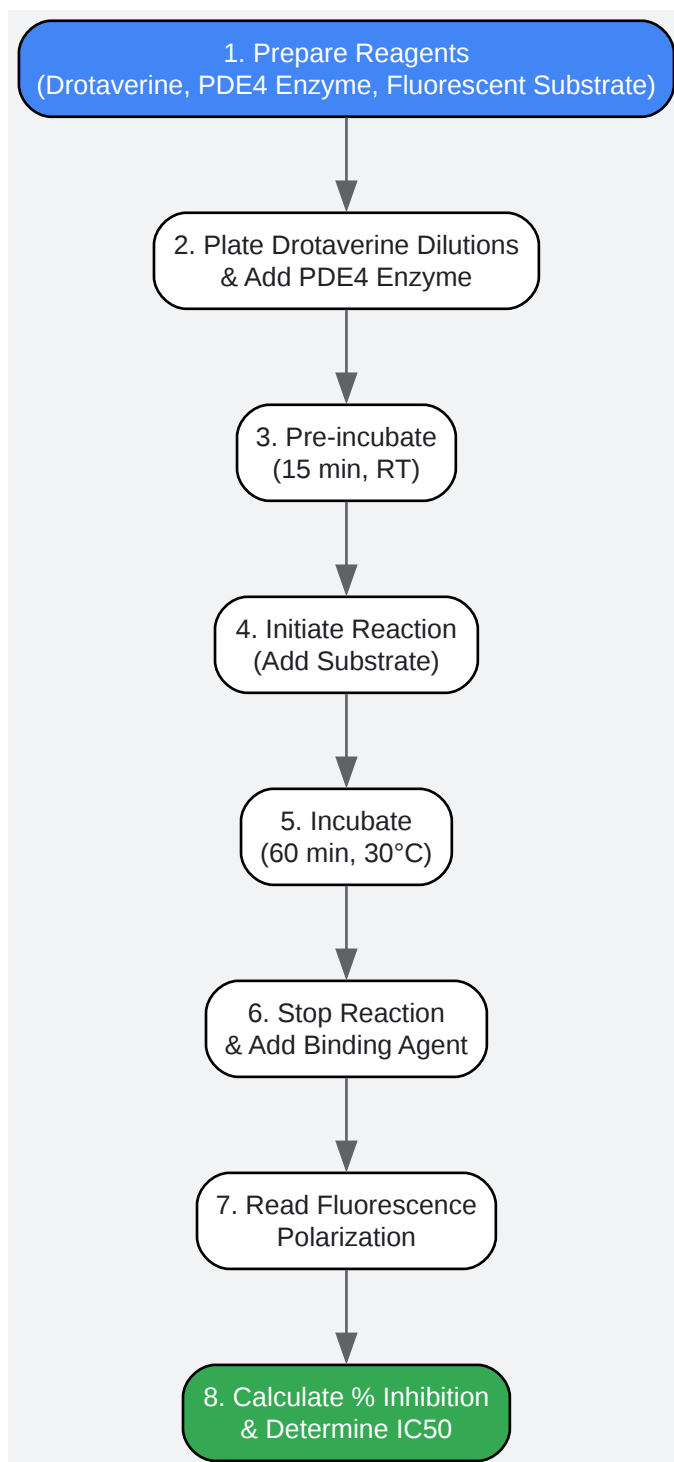 1. Prepare Reagents
(Drotaverine, PDE4 Enzyme, Fluorescent Substrate)
2. Plate Drotaverine Dilutions
& Add PDE4 Enzyme
3. Pre-incubate
(15 min, RT)
4. Initiate Reaction
(Add Substrate)
5. Incubate
(60 min, 30°C)
6. Stop Reaction
& Add Binding Agent
7. Read Fluorescence
Polarization
8. Calculate % Inhibition
& Determine IC50